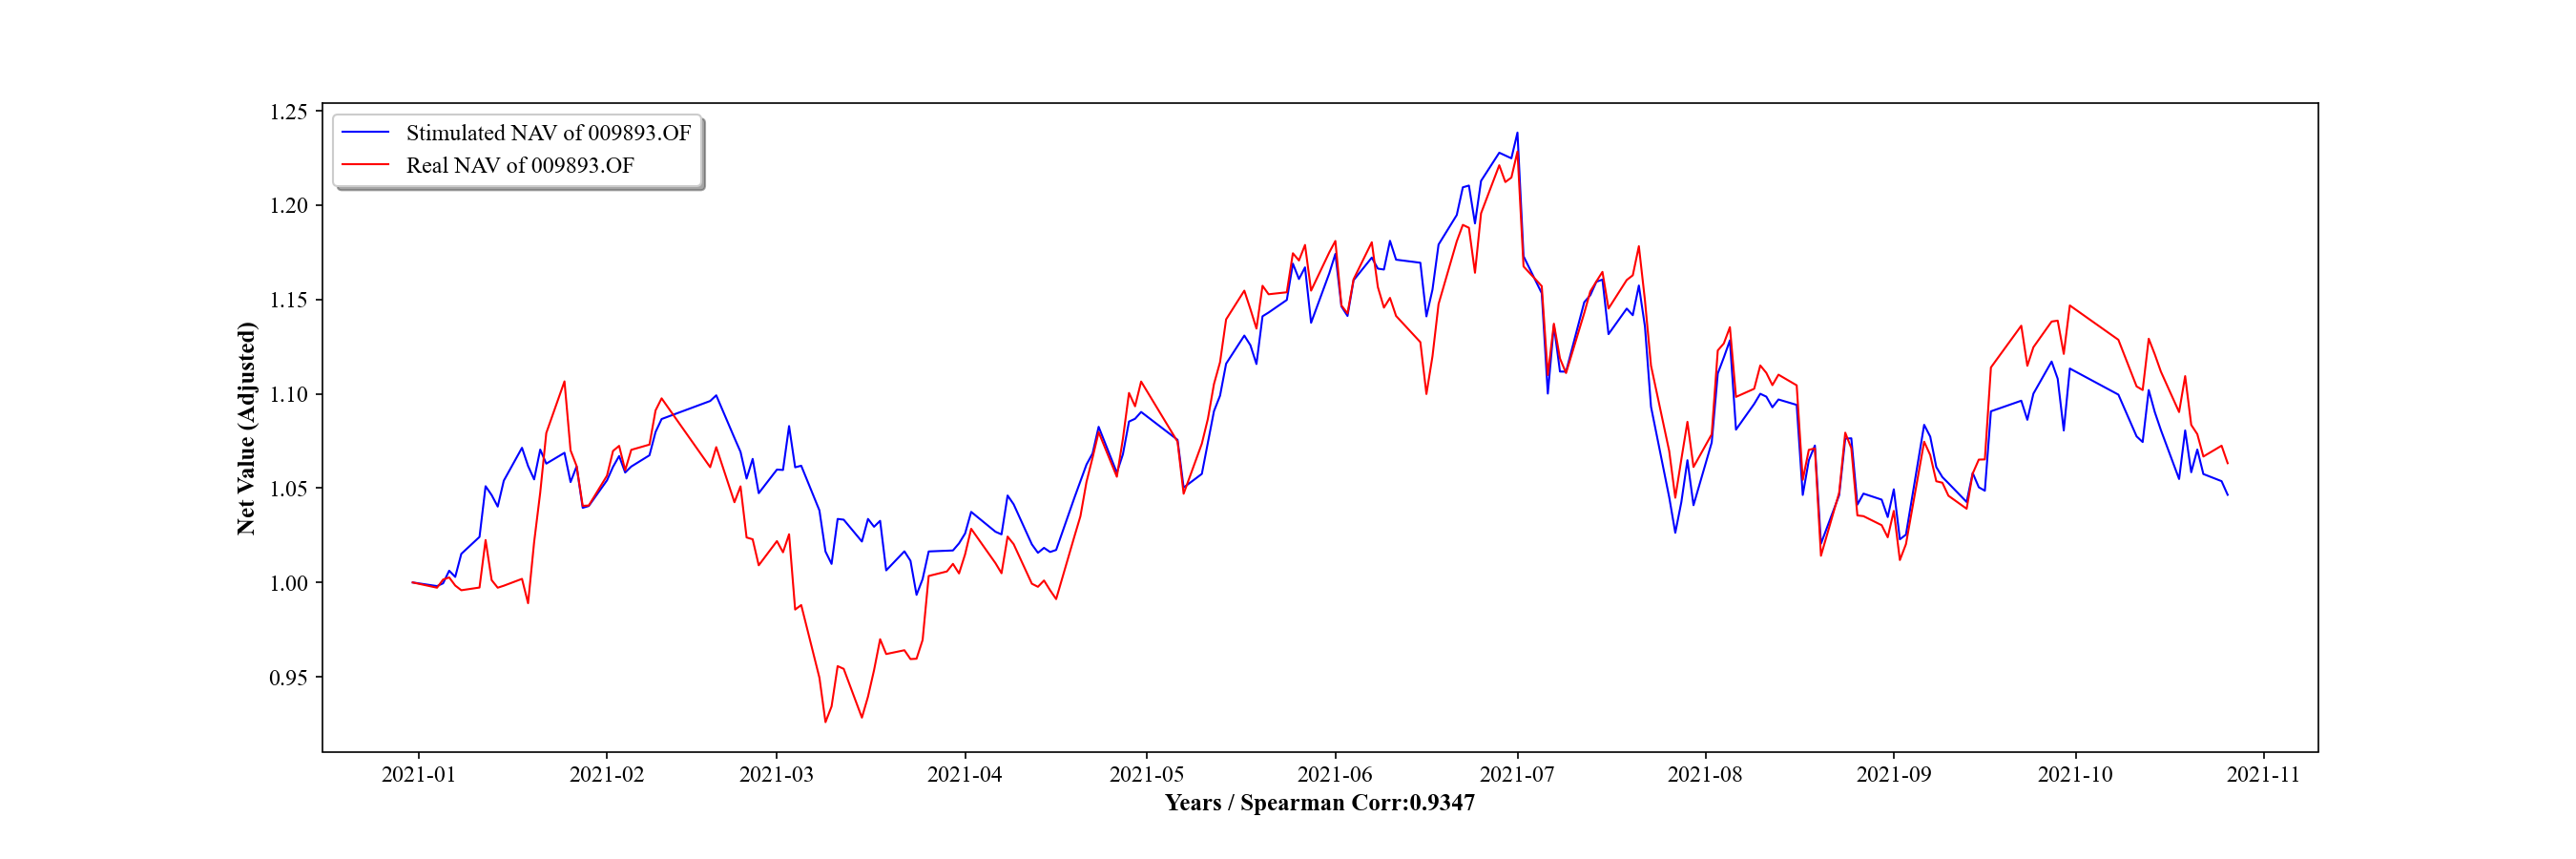 1.25
1.20
1.15
1.10
1.05
1.00
0.95
Net Value (Adjusted)
Stimulated NAV of 009893.OF
Real NAV of 009893.OF
2021-01 2021-02 2021-03 2021-04 2021-05 2021-06 2021-07 2021-08 2021-09 2021-10 2021-11
Years / Spearman Corr:0.9347